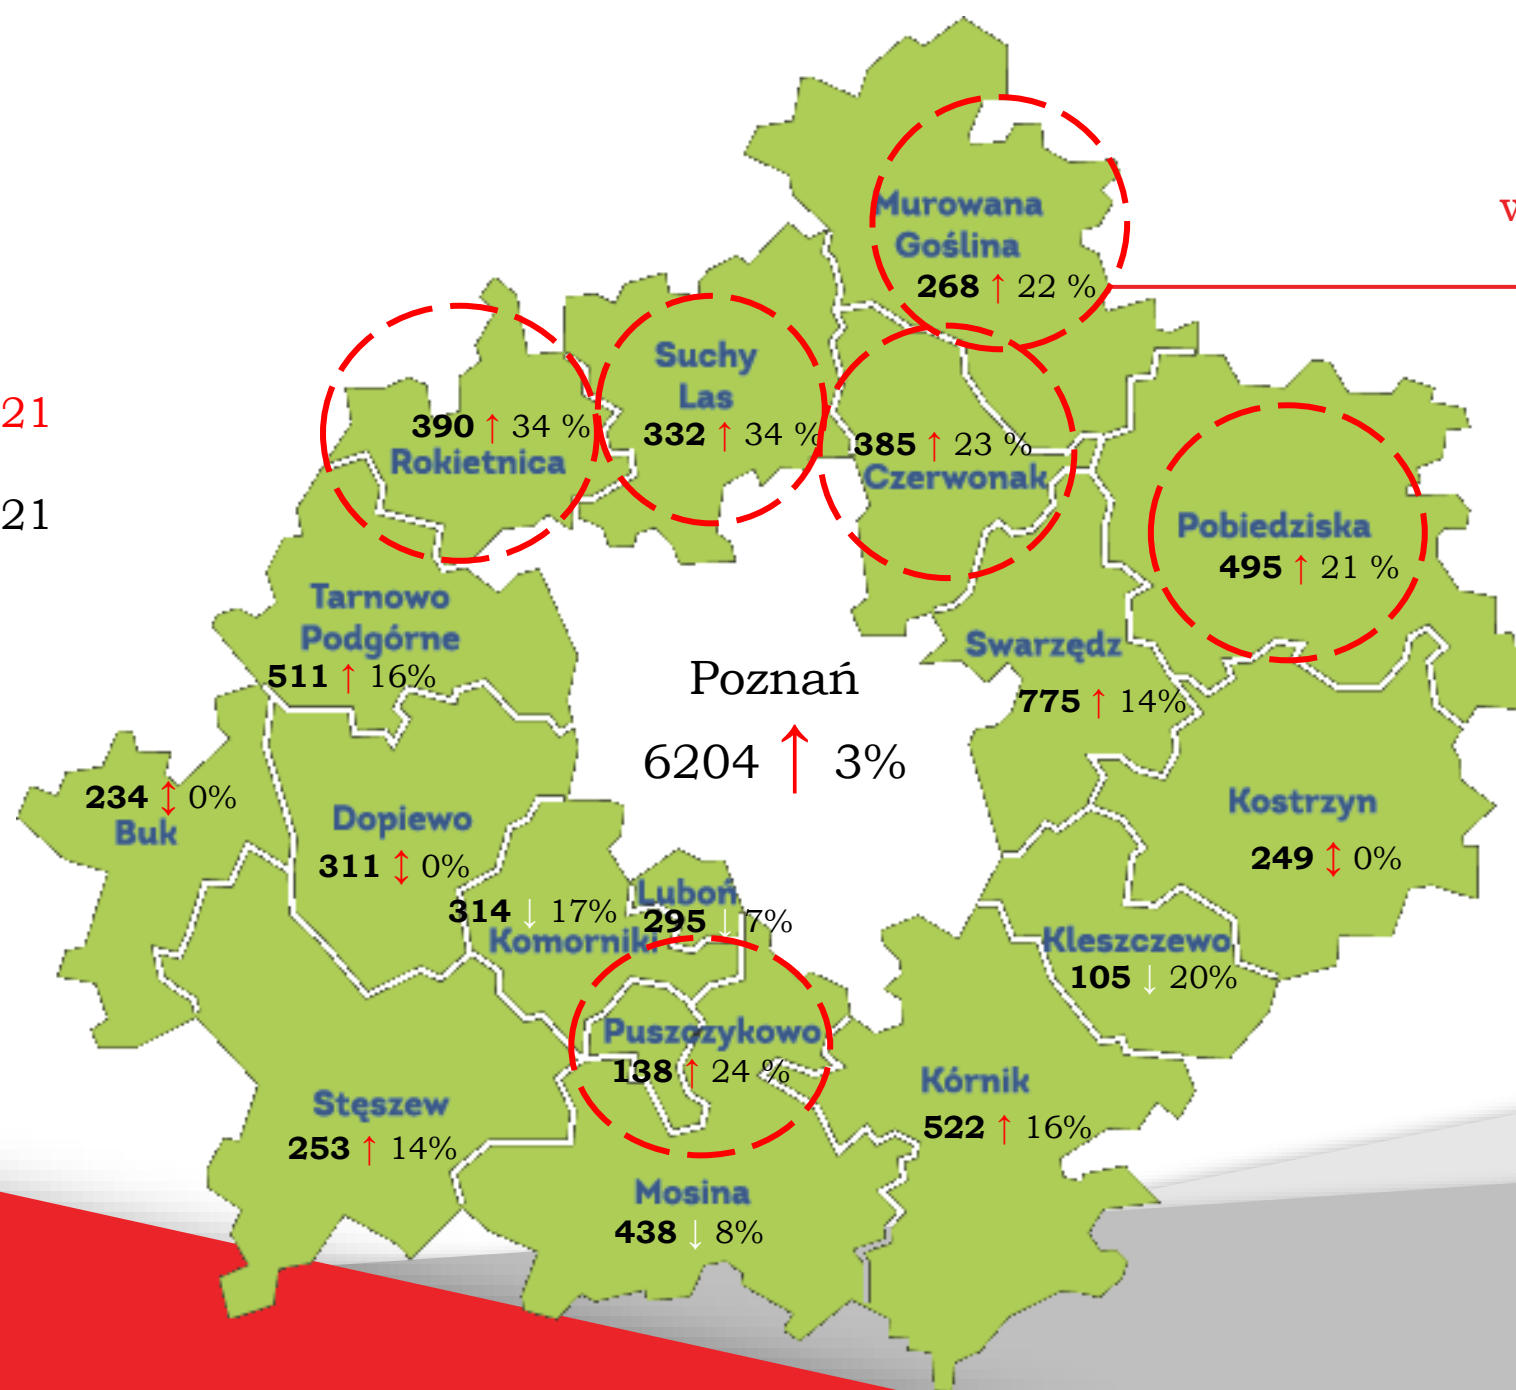 w
Murowana
Goślina
268 ↑ 22 %
Suchy
Las
332 ↑ 34 %
390 ↑ 34 %
Rokietnica
385 ↑ 23 %
Czerwonak
21
21
Pobiedziska
495 ↑ 21 %
Tarnowo
Podgórne
511 ↑ 16%
Swarzędz
775 ↑ 14%
Poznań
6204 ↑ 3%
234 ↕ 0%
Buk
Dopiewo
311 ↕ 0%
Kostrzyn
249 ↕ 0%
314 ↓ 17%
Komorniki
Luboń
295 ↓ 7%
Kleszczewo
105 ↓ 20%
Puszczykowo
138 ↑ 24 %
Kórnik
522 ↑ 16%
Stęszew
253 ↑ 14%
Mosina
438 ↓ 8%